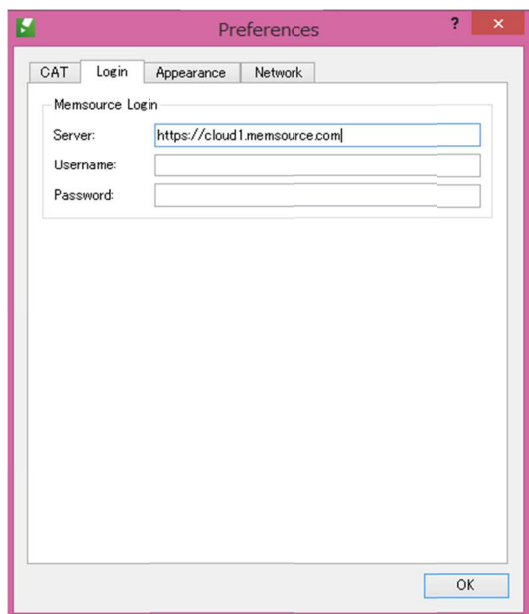 Preferences
?
CAT Login Appearance Network
Memsource Login
Server: https://cloud1.memsource.com
Username:
Password:
OK